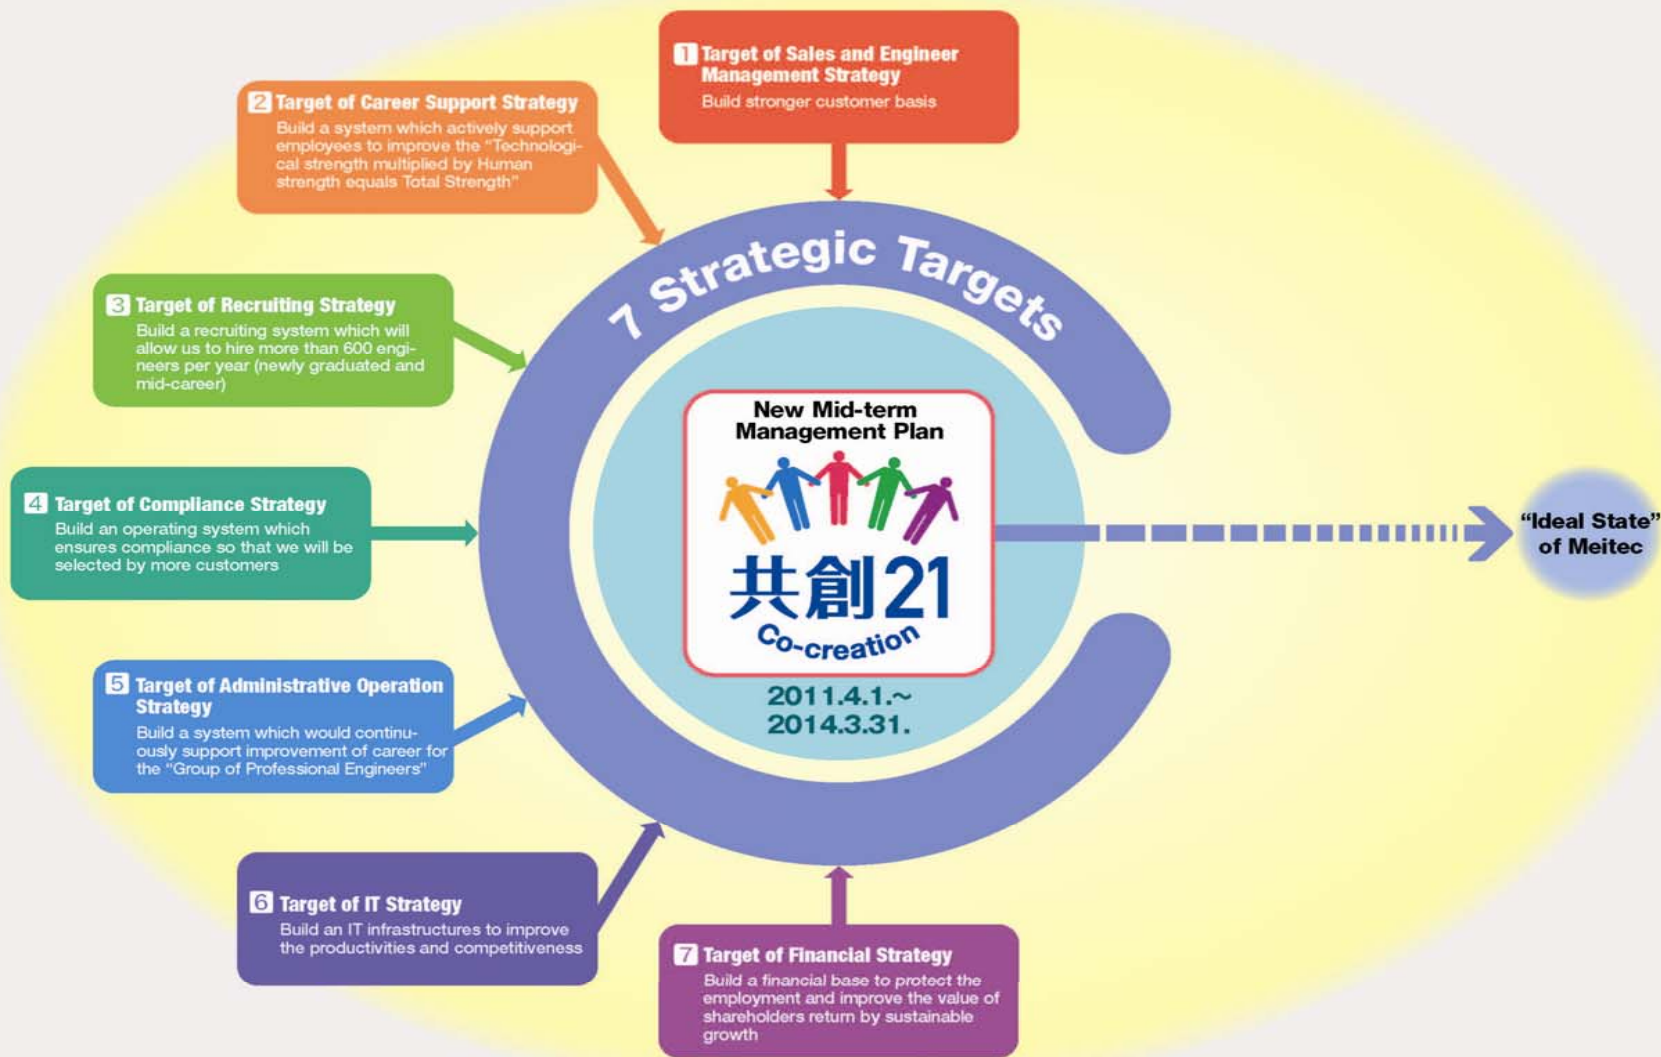 1 Target of Sales and Engineer
Management Strategy
Build stronger customer basis
2 Target of Career Support Strategy
Build a system which actively support
employees to improve the "Technologi-
cal strength multiplied by Human
strength equals Total Strength"
3 Target of Recruiting Strategy
Build a recruiting system which will
allow us to hire more than 600 engi-
neers per year (newly graduated and
mid-career)
4 Target of Compliance Strategy
Build an operating system which
ensures compliance so that we will be
selected by more customers
5 Target of Administrative Operation
Strategy
Build a system which would continu-
ously support improvement of career for
the "Group of Professional Engineers"
6 Target of IT Strategy
Build an IT infrastructures to improve
the productivities and competitiveness
7 Target of Financial Strategy
Build a financial base to protect the
employment and improve the value of
shareholders return by sustainable
growth
7 Strategic Targets
New Mid-term
Management Plan
共創21
Co-creation
2011.4.1.~
2014.3.31.
"Ideal State"
of Meitec